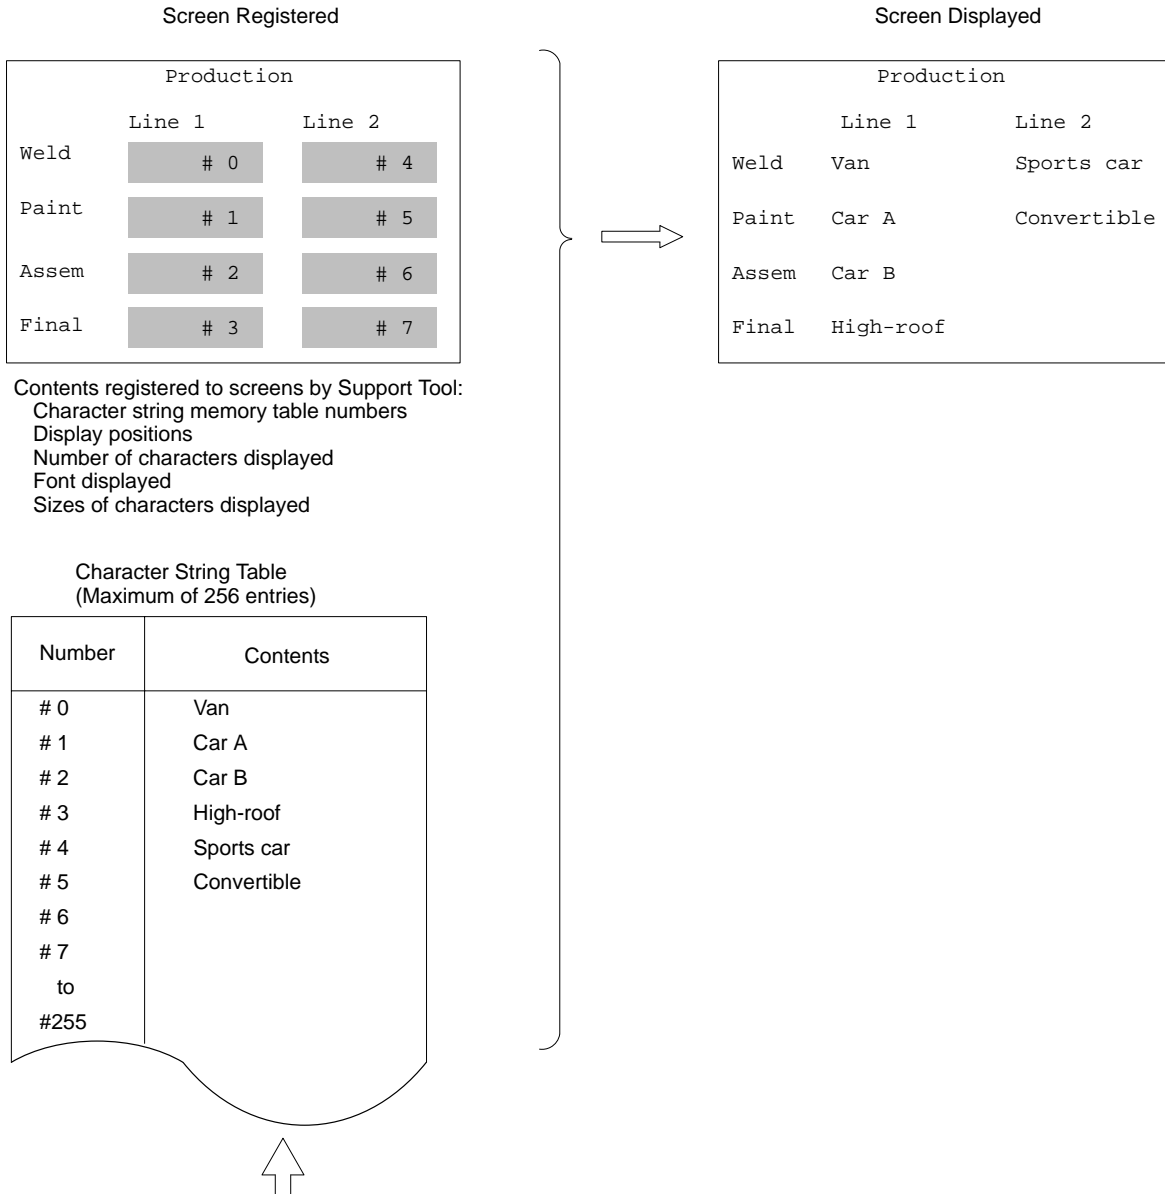 Screen Registered
Production
Line 1 Line 2
Weld # 0 # 4
Paint # 1 # 5
Assem # 2 # 6
Final # 3 # 7
Contents registered to screens by Support Tool:
Character string memory table numbers
Display positions
Number of characters displayed
Font displayed
Sizes of characters displayed
Character String Table
(Maximum of 256 entries)
Number Contents
# 0 Van
# 1 Car A
# 2 Car B
# 3 High-roof
# 4 Sports car
# 5 Convertible
# 6
# 7
to
#255
Screen Displayed
Production
Line 1 Line 2
Weld Van Sports car
Paint Car A Convertible
Assem Car B
Final High-roof